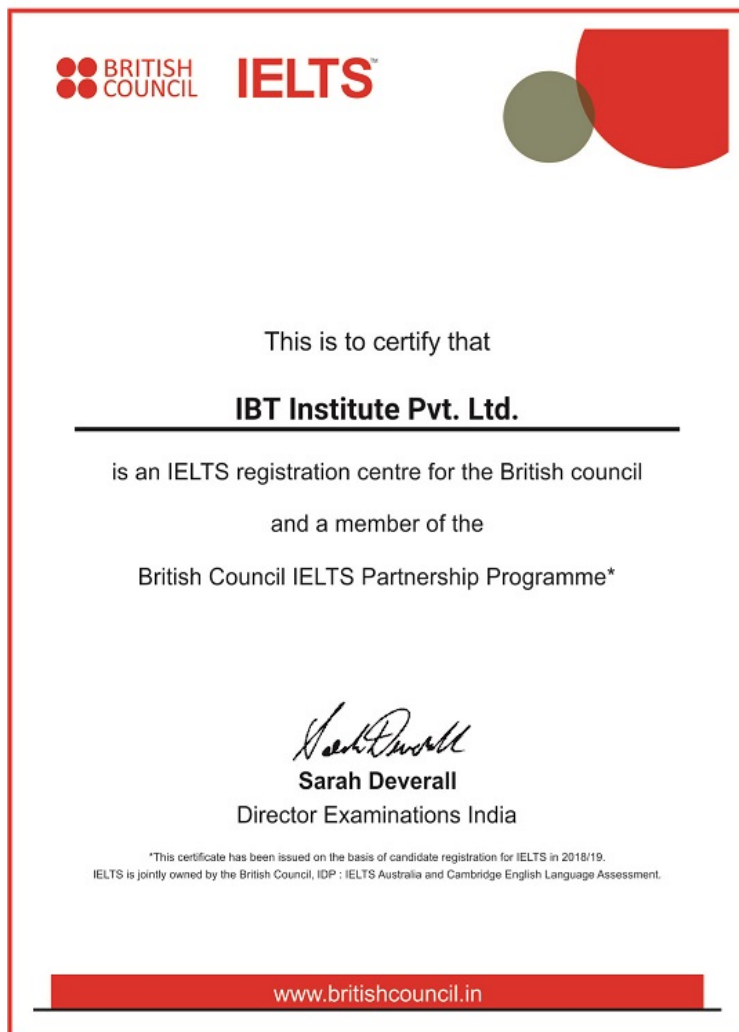 BRITISH
COUNCIL
IELTS™
This is to certify that
IBT Institute Pvt. Ltd.
is an IELTS registration centre for the British council
and a member of the
British Council IELTS Partnership Programme*
Sarah Deverall
Sarah Deverall
Director Examinations India
*This certificate has been issued on the basis of candidate registration for IELTS in 2018/19.
IELTS is jointly owned by the British Council, IDP : IELTS Australia and Cambridge English Language Assessment.
www.britishcouncil.in